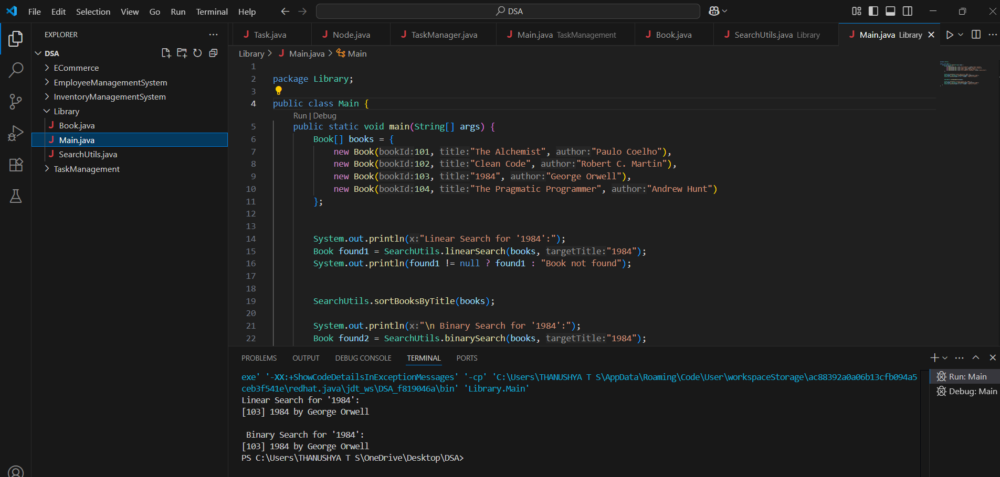 File Edit Selection View Go Run Terminal Help DSA
EXPLORER
DSA
ECommerce
EmployeeManagementSystem
InventoryManagementSystem
Library
Book.java
Main.java
SearchUtils.java
TaskManagement
Task.java Node.java TaskManager.java Main.java TaskManagement Book.java SearchUtils.java Library Main.java Library
Library > Main.java > Main
1
2 package Library;
3
4 public class Main {
Run | Debug
5 public static void main(String[] args) {
6 Book[] books = {
7 new Book(bookId:101, title:"The Alchemist", author:"Paulo Coelho"),
8 new Book(bookId:102, title:"Clean Code", author:"Robert C. Martin"),
9 new Book(bookId:103, title:"1984", author:"George Orwell"),
10 new Book(bookId:104, title:"The Pragmatic Programmer", author:"Andrew Hunt")
11 };
12
13
14 System.out.println(x:"Linear Search for '1984':");
15 Book found1 = SearchUtils.linearSearch(books, targetTitle:"1984");
16 System.out.println(found1 != null ? found1 : "Book not found");
17
18
19 SearchUtils.sortBooksByTitle(books);
20
21 System.out.println(x:"\n Binary Search for '1984':");
22 Book found2 = SearchUtils.binarySearch(books, targetTitle:"1984");
PROBLEMS OUTPUT DEBUG CONSOLE TERMINAL PORTS
exe' '-XX:+ShowCodeDetailsInExceptionMessages' '-cp' 'C:\Users\THANUSHYA T S\AppData\Roaming\Code\User\workspaceStorage\ac88392a0a06b13cfb094a5
ceb3f541e\redhat.java\jdt_ws\DSA_f819046a\bin' 'Library.Main'
Linear Search for '1984':
[103] 1984 by George Orwell
Binary Search for '1984':
[103] 1984 by George Orwell
PS C:\Users\THANUSHYA T S\OneDrive\Desktop\DSA>
Run: Main
Debug: Main